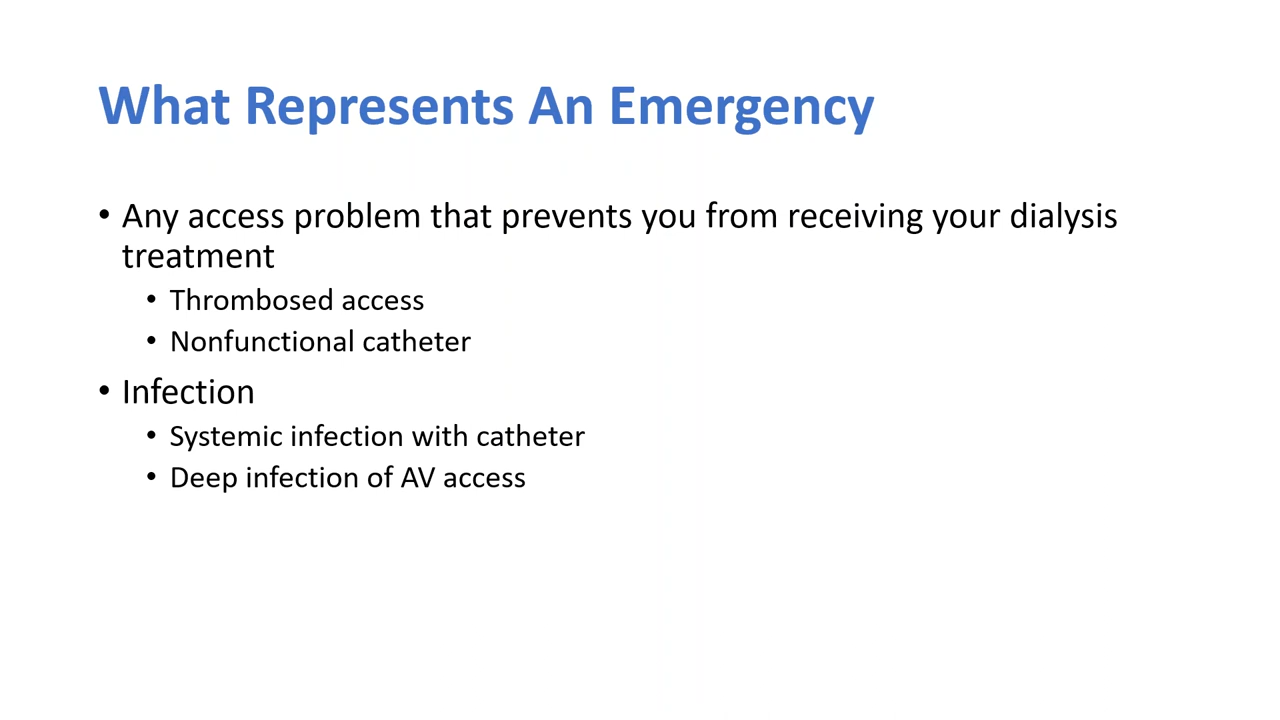 What Represents An Emergency
• Any access problem that prevents you from receiving your dialysis
treatment
• Thrombosed access
• Nonfunctional catheter
• Infection
• Systemic infection with catheter
• Deep infection of AV access